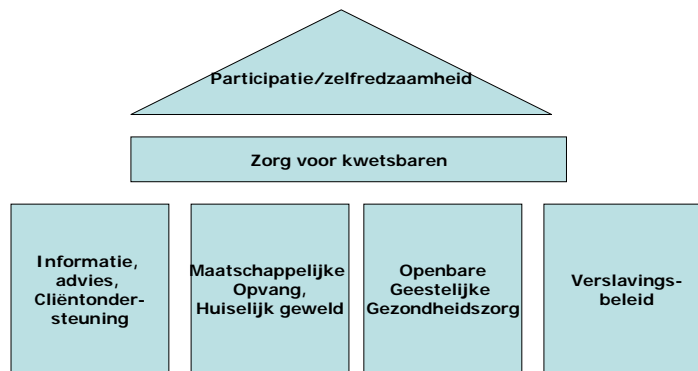 Participatie/zelfredzaamheid
Zorg voor kwetsbaren
Informatie,
advies,
Cliëntonder-
steuning
Maatschappelijke
Opvang,
Huiselijk geweld
Openbare
Geestelijke
Gezondheidszorg
Verslavings-
beleid